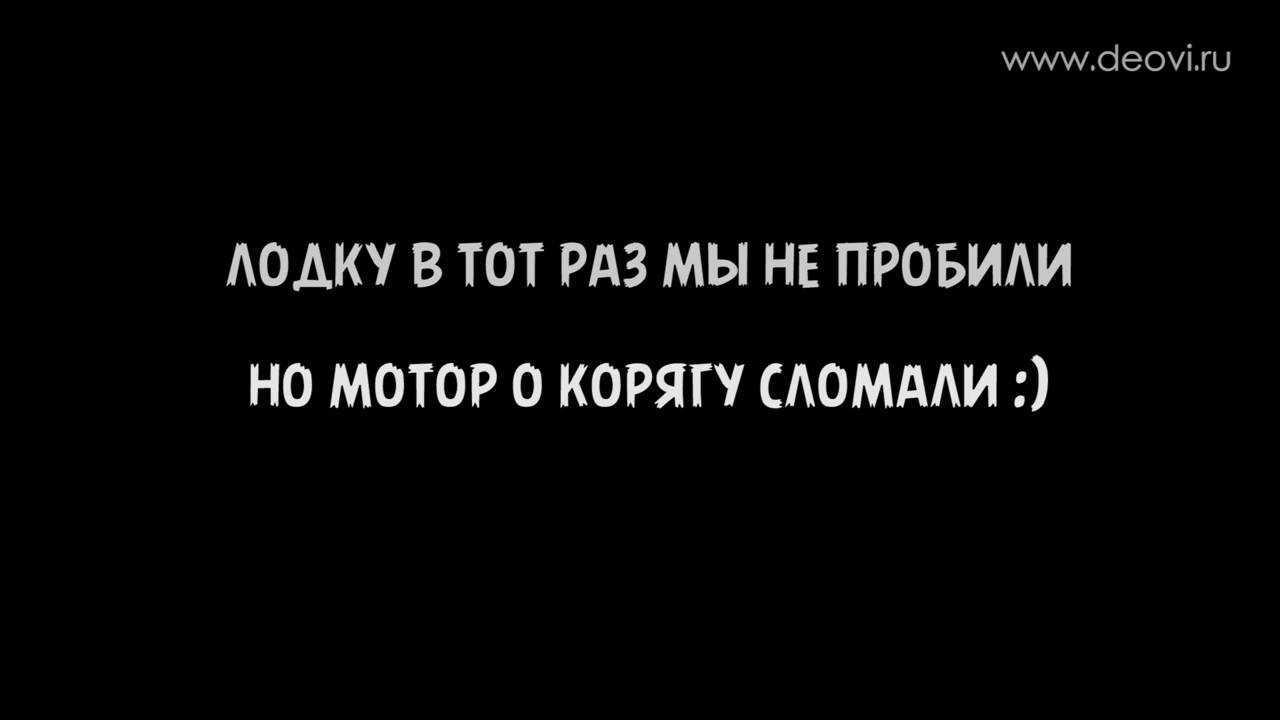 www.deovi.ru
ЛОДКУ В ТОТ РАЗ МЫ НЕ ПРОБИЛИ
НО МОТОР О КОРЯГУ СЛОМАЛИ :)